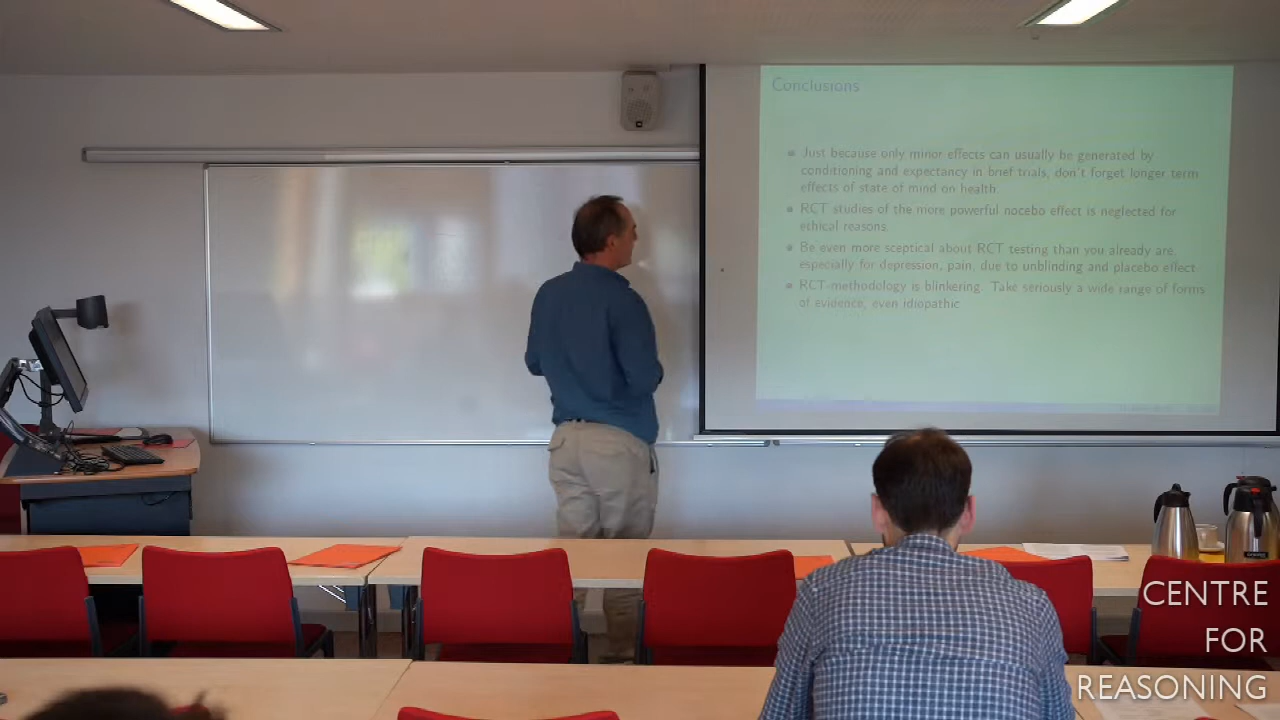 Conclusions
Just because only minor effects can usually be generated by
conditioning and expectancy in brief trials, don't forget longer term
effects of state of mind on health.
RCT studies of the more powerful nocebo effect is neglected for
ethical reasons.
Be even more sceptical about RCT testing than you already are,
especially for depression, pain, due to unblinding and placebo effect.
RCT-methodology is blinkering. Take seriously a wide range of forms
of evidence, even idiopathic
CENTRE
FOR
REASONING